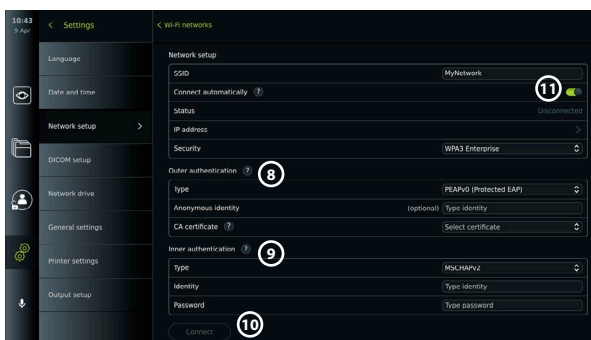 10:43
9 Apr
Settings
Wi-Fi networks
Language
Date and time
Network setup
DICOM setup
Network drive
General settings
Printer settings
Output setup
Network setup
SSID MyNetwork
Connect automatically ? 11
Status Disconnected
IP address
Security WPA3 Enterprise
Outer authentication ? 8
Type PEAPv0 (Protected EAP)
Anonymous identity (optional) Type identity
CA certificate ? Select certificate
Inner authentication ? 9
Type MSCHAPv2
Identity Type identity
Password Type password
Connect 10